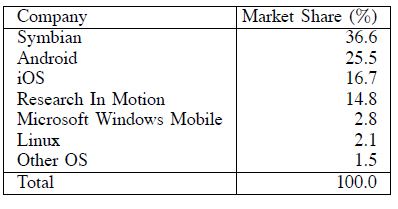 Company Market Share (%)
Symbian 36.6
Android 25.5
iOS 16.7
Research In Motion 14.8
Microsoft Windows Mobile 2.8
Linux 2.1
Other OS 1.5
Total 100.0